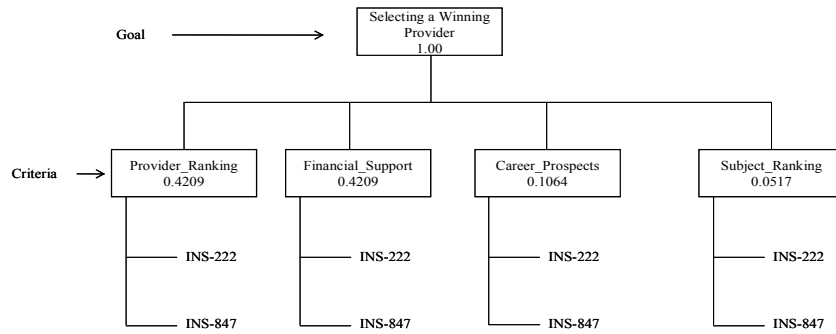 Selecting a Winning
Provider
1.00
Goal
Criteria
Provider_Ranking
0.4209
Financial_Support
0.4209
Career_Prospects
0.1064
Subject_Ranking
0.0517
INS-222
INS-222
INS-222
INS-222
INS-847
INS-847
INS-847
INS-847